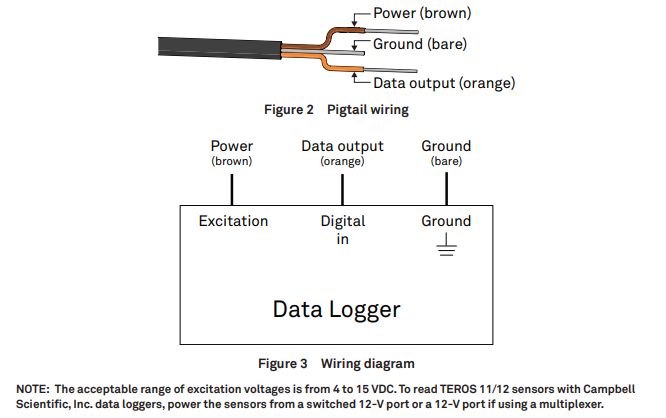 Power (brown)
Ground (bare)
Data output (orange)
Figure 2 Pigtail wiring
Power Data output Ground
(brown) (orange) (bare)
Excitation Digital Ground
in
Data Logger
Figure 3 Wiring diagram
NOTE: The acceptable range of excitation voltages is from 4 to 15 VDC. To read TEROS 11/12 sensors with Campbell
Scientific, Inc. data loggers, power the sensors from a switched 12-V port or a 12-V port if using a multiplexer.